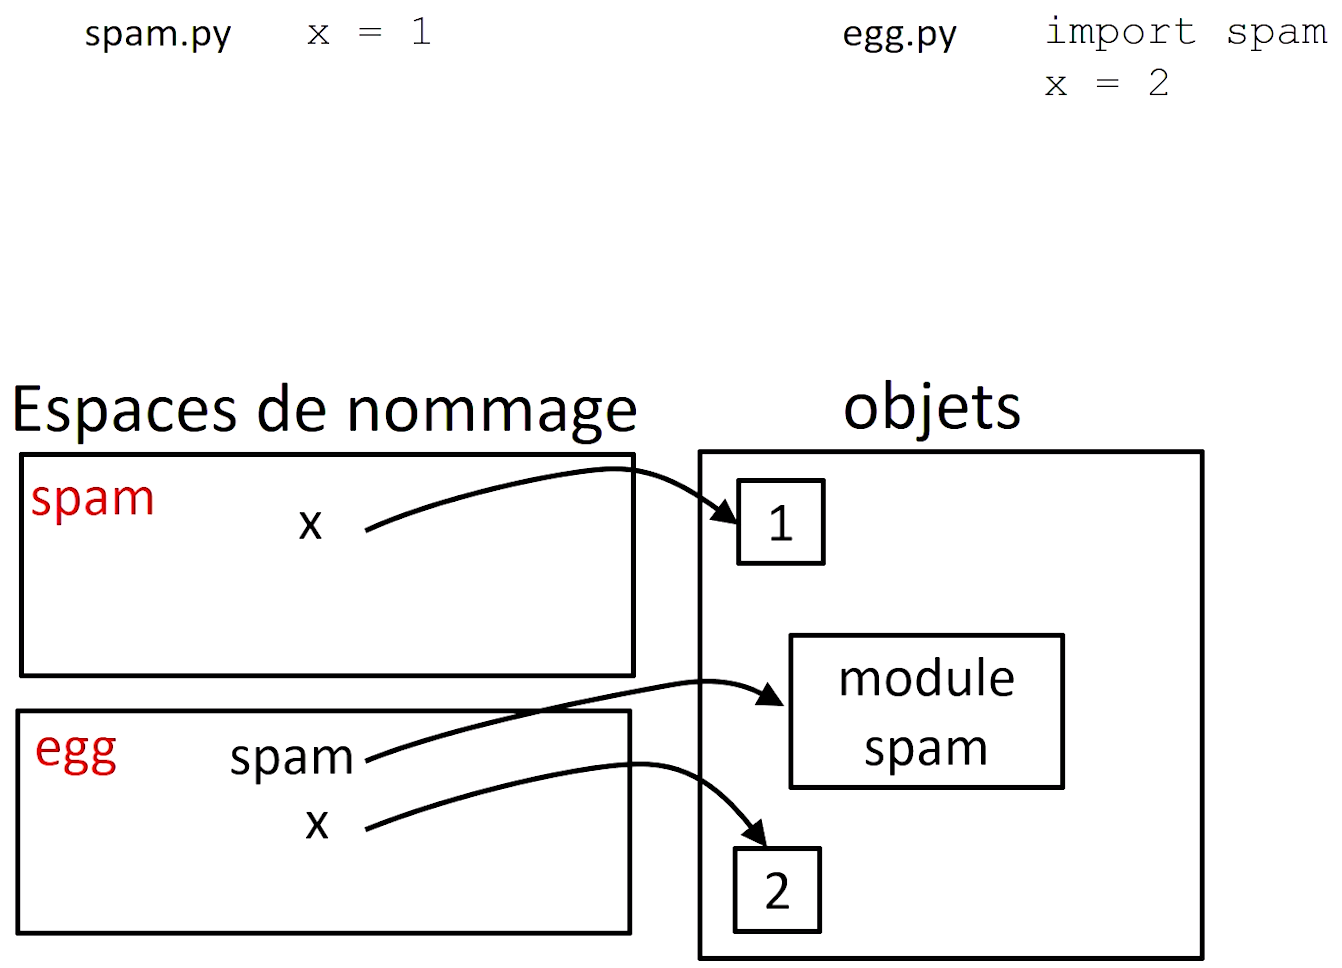 spam.py x = 1
egg.py import spam
x = 2
Espaces de nommage
objets
spam
x
1
module
spam
egg
spam
x
2